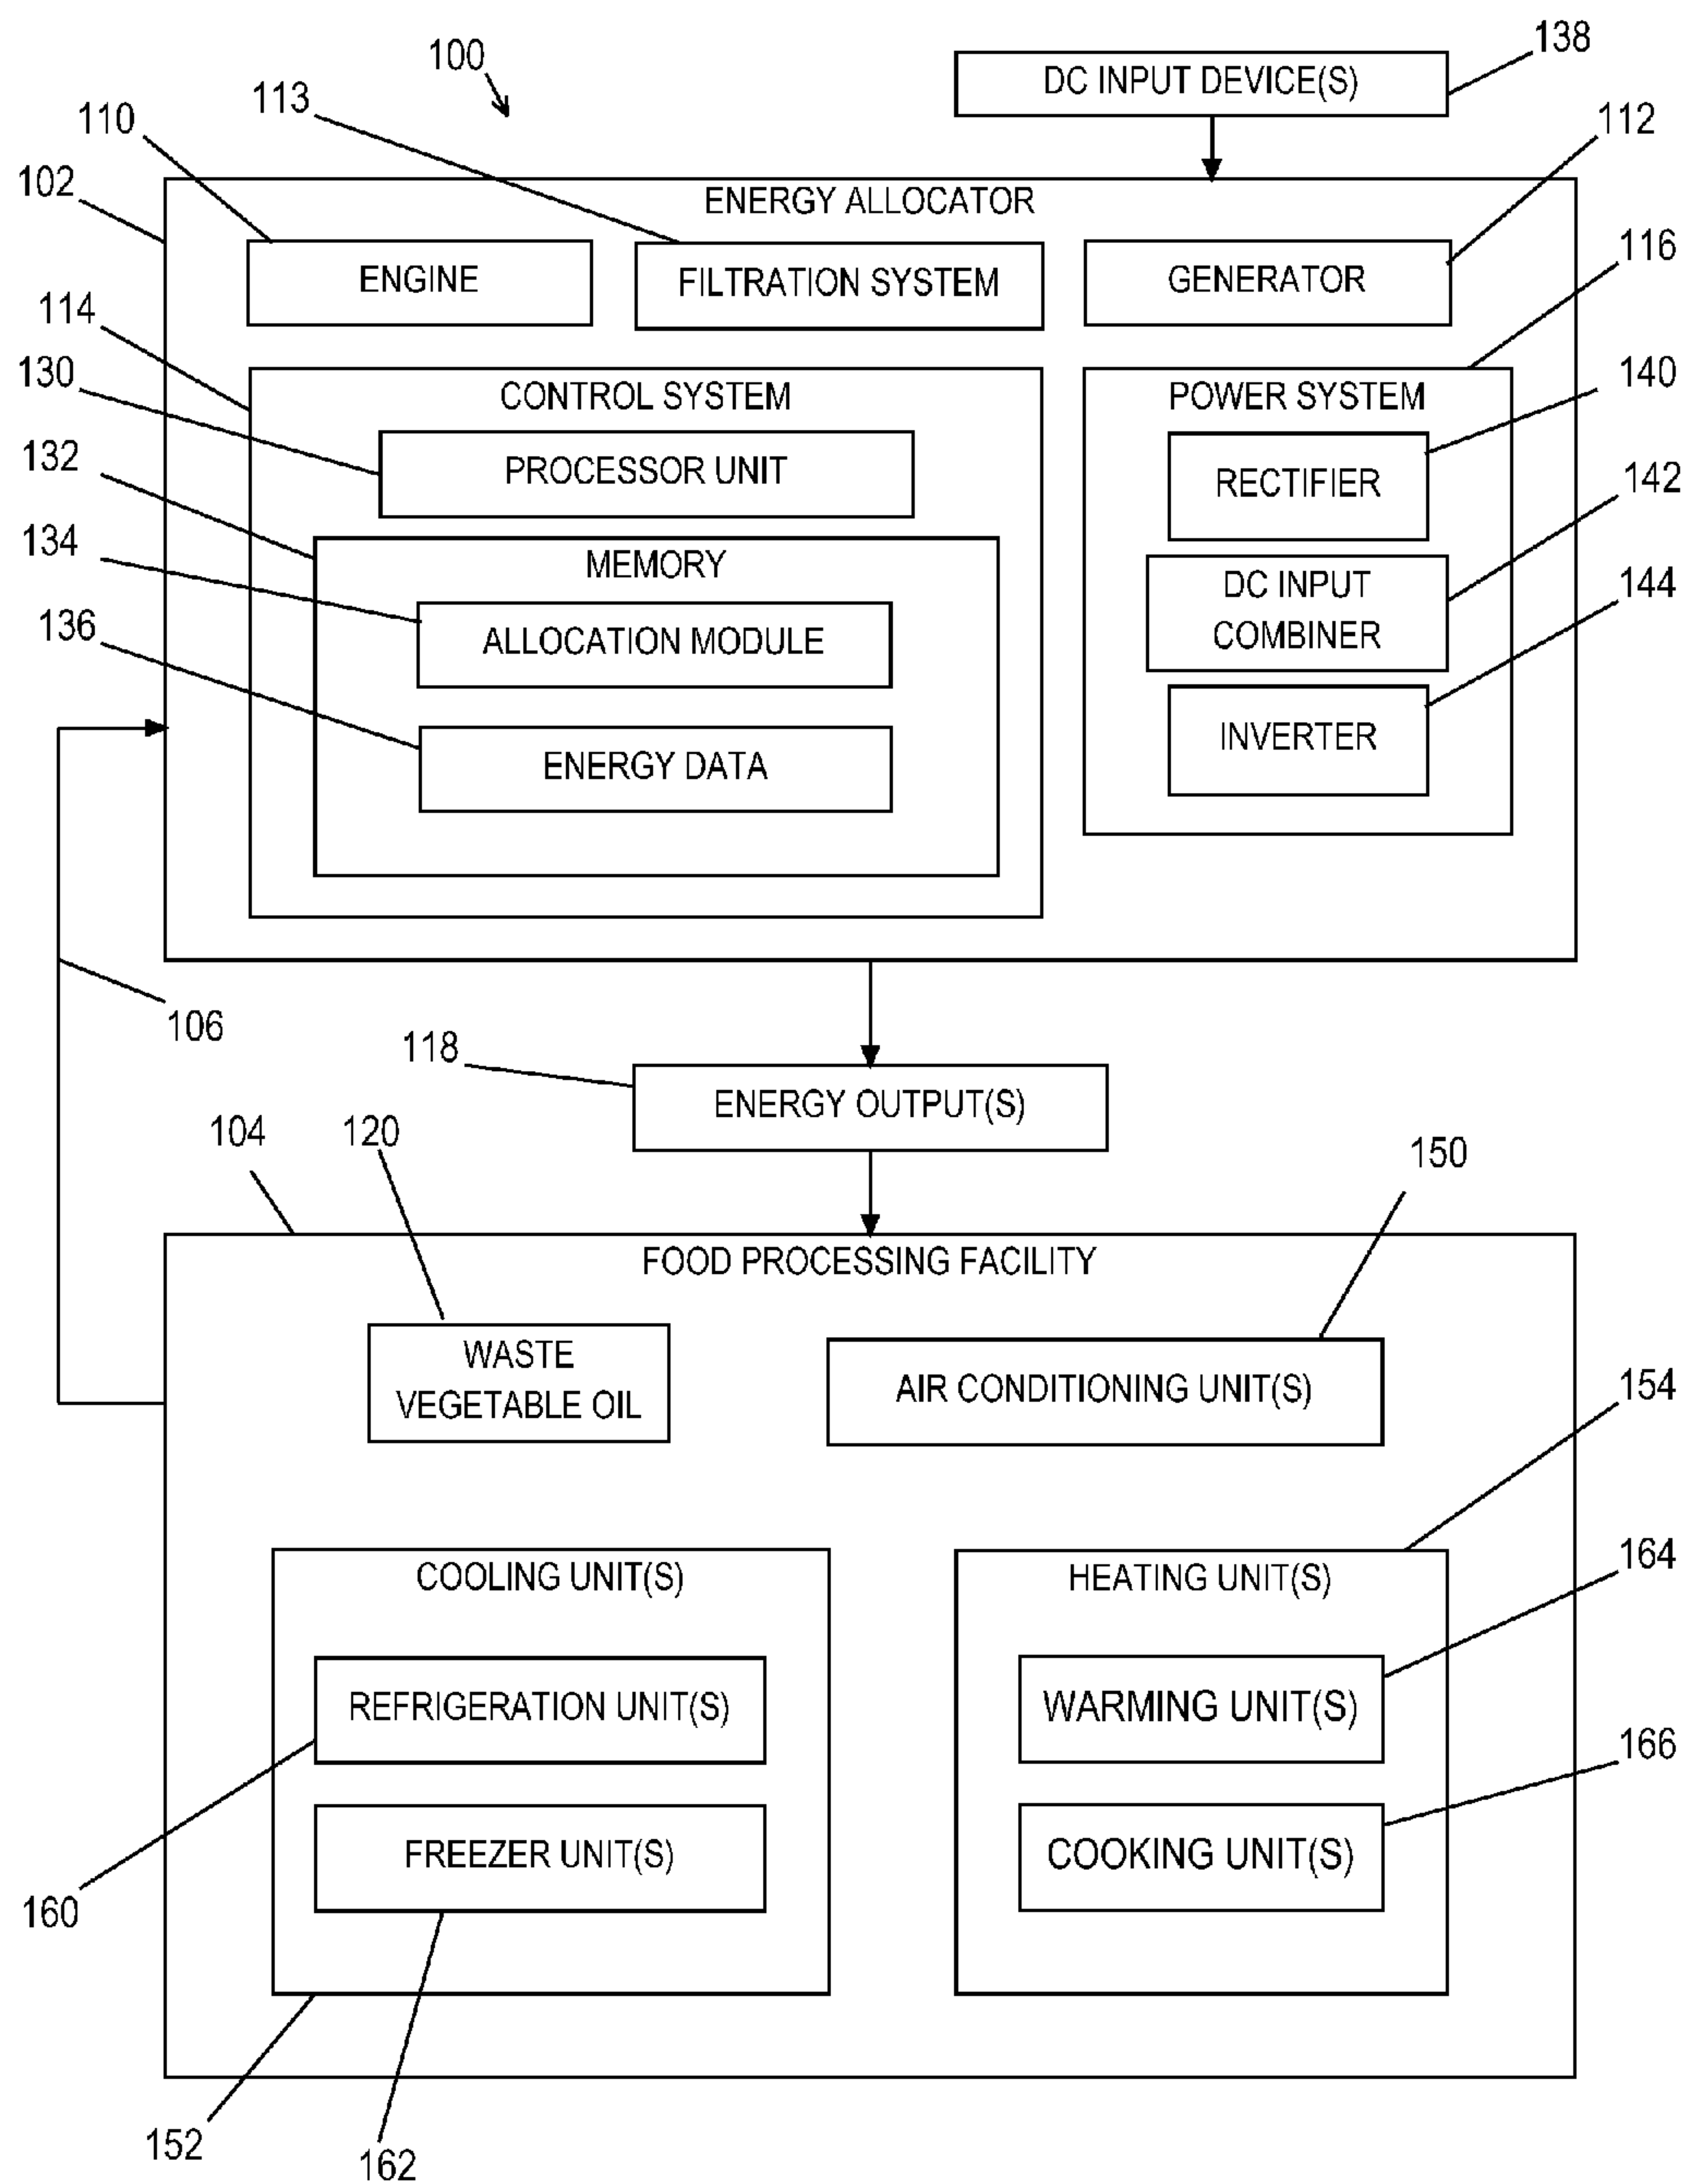 100
138
DC INPUT DEVICE(S)
113
110
112
102
ENERGY ALLOCATOR
116
ENGINE
FILTRATION SYSTEM
GENERATOR
114
130
140
CONTROL SYSTEM
POWER SYSTEM
132
PROCESSOR UNIT
RECTIFIER
142
134
MEMORY
DC INPUT
COMBINER
144
136
ALLOCATION MODULE
INVERTER
ENERGY DATA
106
118
ENERGY OUTPUT(S)
104
120
150
FOOD PROCESSING FACILITY
WASTE
VEGETABLE OIL
AIR CONDITIONING UNIT(S)
154
COOLING UNIT(S)
HEATING UNIT(S)
164
REFRIGERATION UNIT(S)
WARMING UNIT(S)
166
FREEZER UNIT(S)
COOKING UNIT(S)
160
152
162